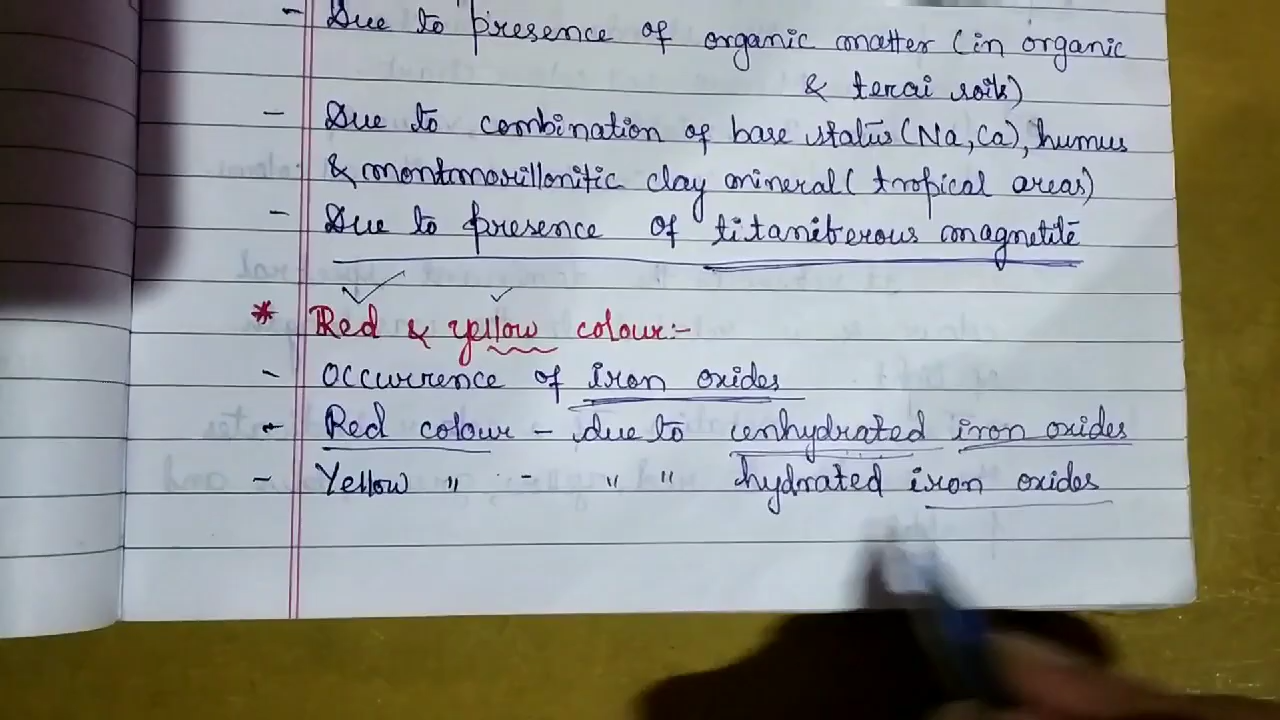 - Due to presence of organic matter (in organic
& terai soils)
- Due to combination of base status (Na, Ca), humus
& montmorillonitic clay mineral (tropical areas)
- Due to presence of titaniferous magnetite
* Red & yellow colour:-
- Occurrence of iron oxides
- Red colour - due to unhydrated iron oxides
- Yellow " - " " hydrated iron oxides